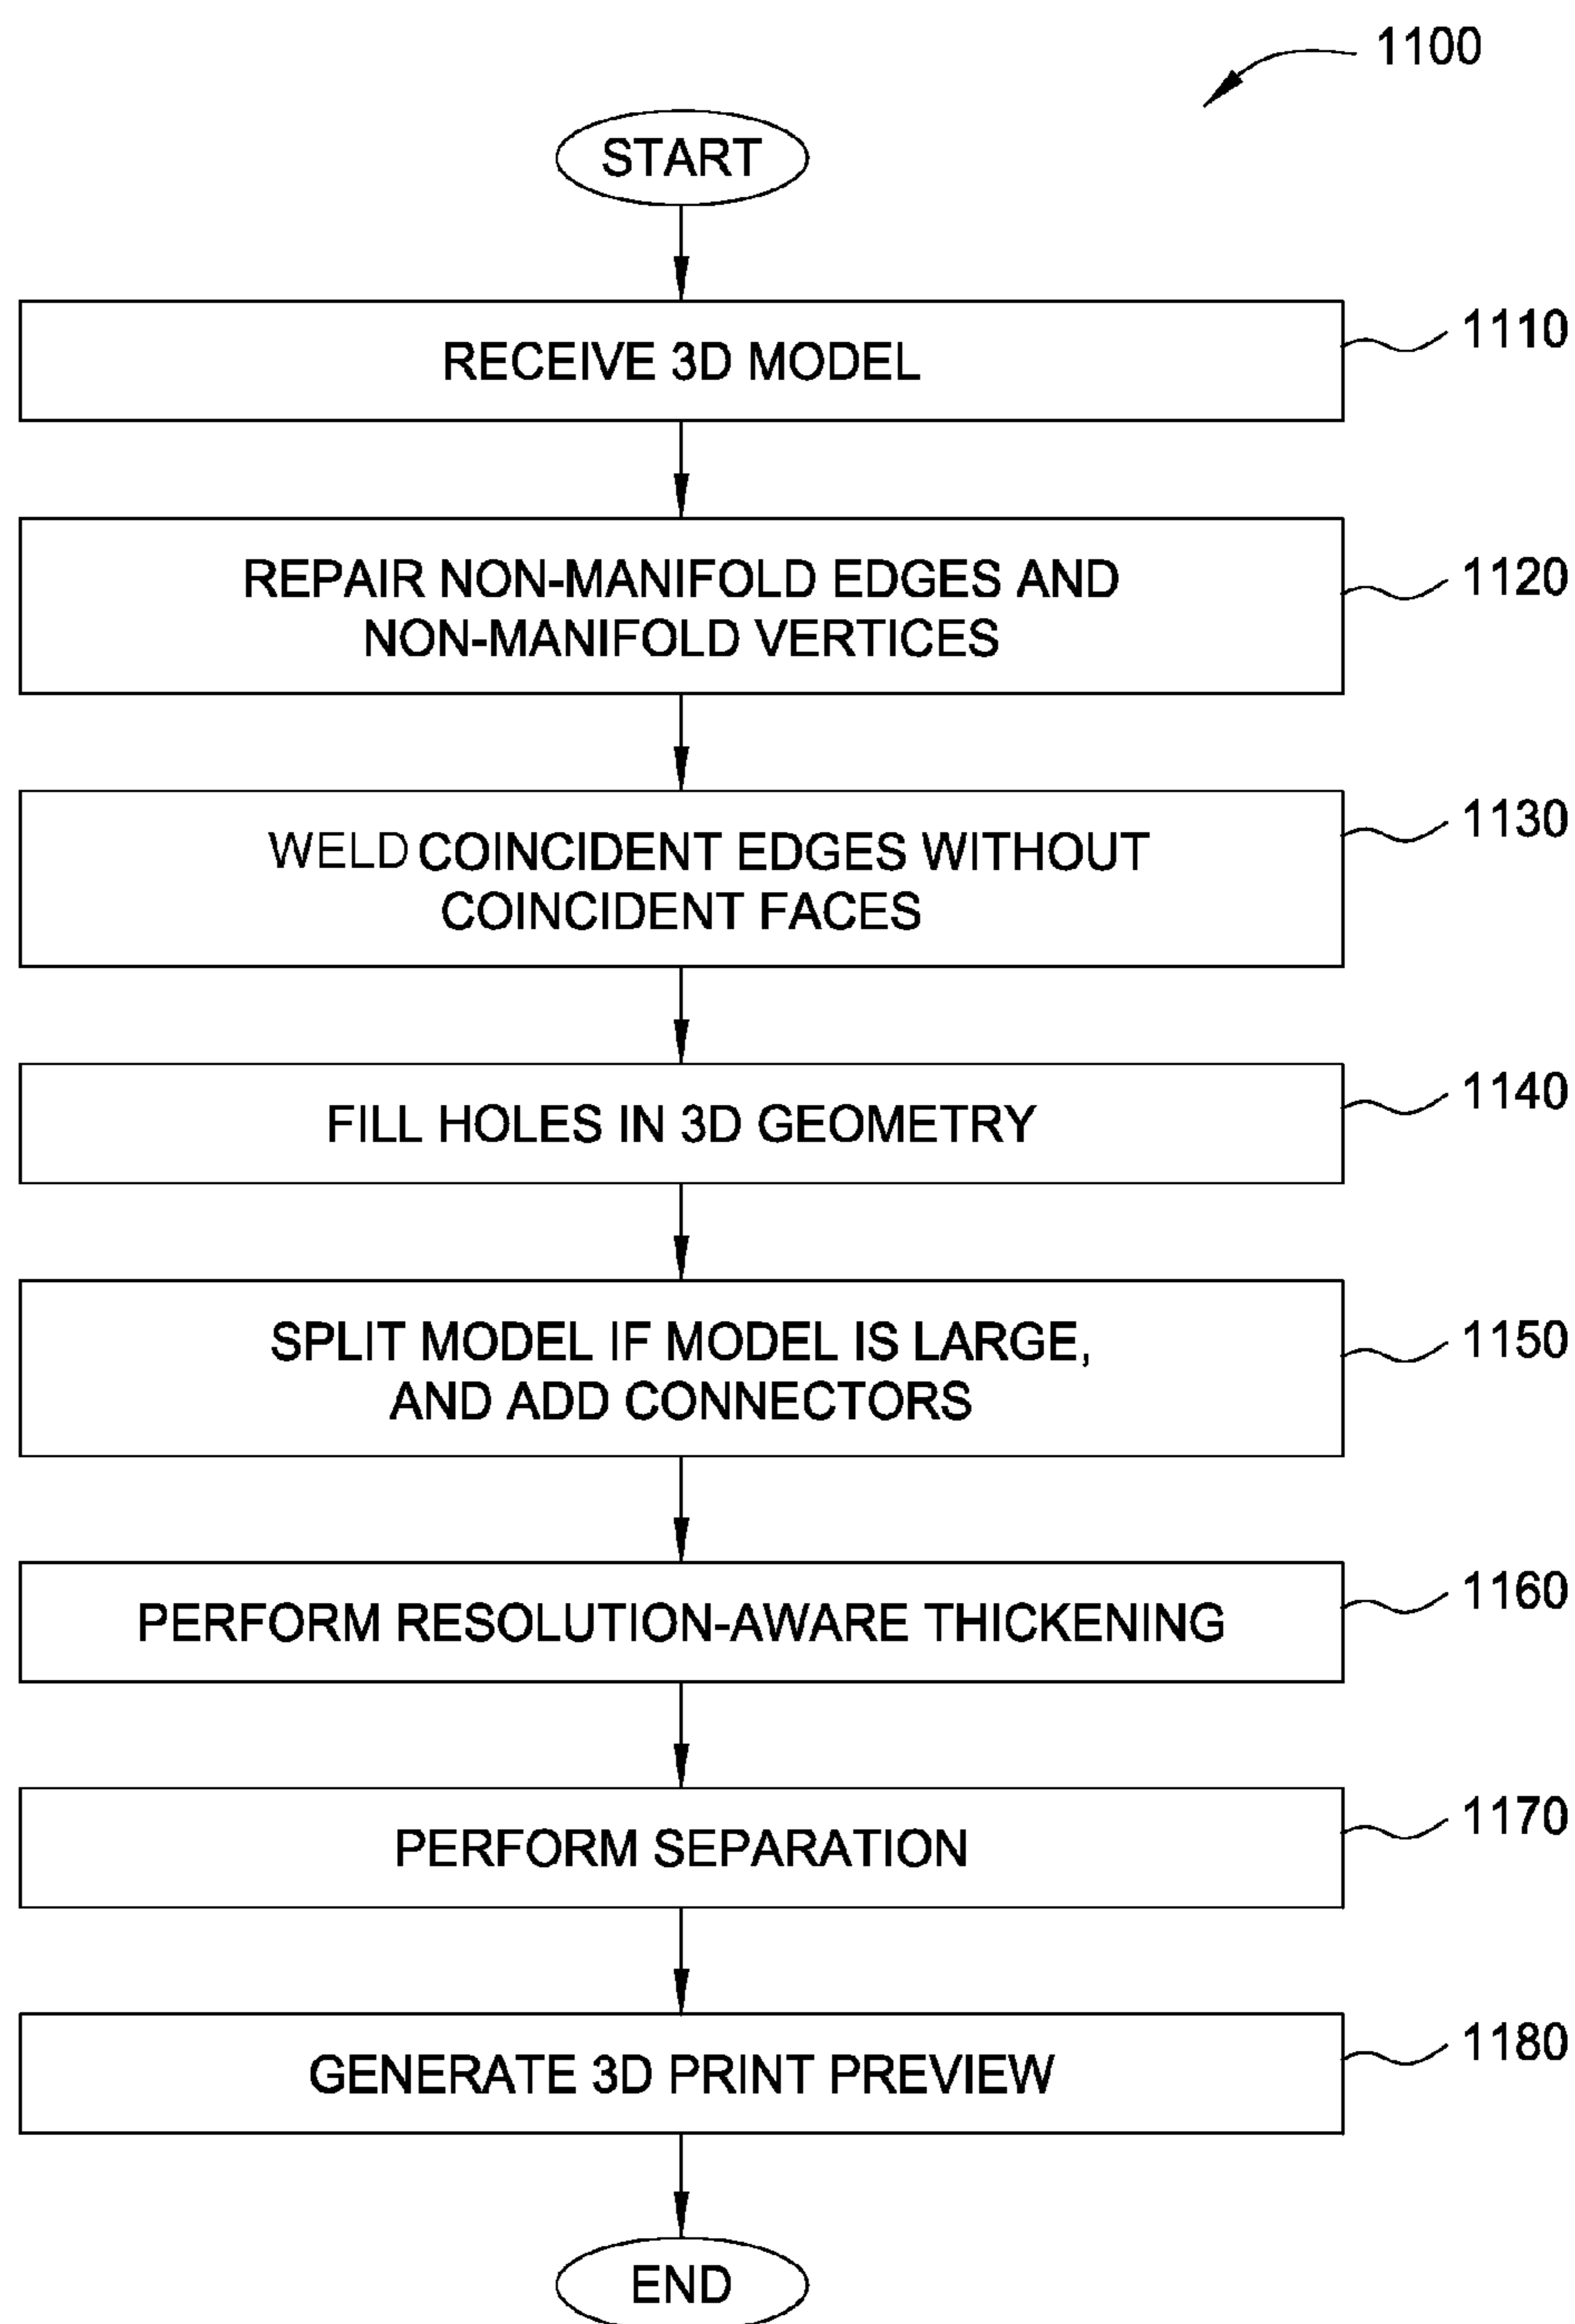 1100
START
RECEIVE 3D MODEL
1110
REPAIR NON-MANIFOLD EDGES AND
NON-MANIFOLD VERTICES
1120
WELD COINCIDENT EDGES WITHOUT
COINCIDENT FACES
1130
FILL HOLES IN 3D GEOMETRY
1140
SPLIT MODEL IF MODEL IS LARGE,
AND ADD CONNECTORS
1150
PERFORM RESOLUTION-AWARE THICKENING
1160
PERFORM SEPARATION
1170
GENERATE 3D PRINT PREVIEW
1180
END